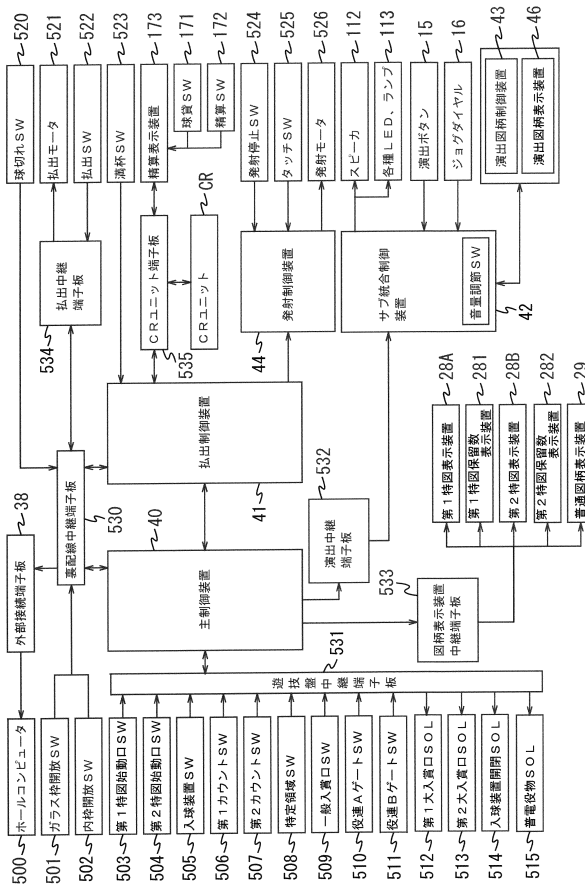 500
ホールコンピュータ
501
ガラス枠開放SW
502
内枠開放SW
503
第1特図始動口SW
504
第2特図始動口SW
505
入球装置SW
506
第1カウントSW
507
第2カウントSW
508
特定領域SW
509
一般入賞口SW
510
役連AゲートSW
511
役連BゲートSW
512
第1大入賞口SOL
513
第2大入賞口SOL
514
入球装置開閉SOL
515
普電役物SOL
外部接続端子板
38
裏配線中継端子板
530
遊技盤中継端子板
531
主制御装置
40
払出制御装置
41
演出中継
端子板
532
図柄表示装置
中継端子板
533
払出中継
端子板
534
CRユニット端子板
535
CRユニット
CR
発射制御装置
44
サブ統合制御
装置
音量調節SW
42
第1特図表示装置
28A
第1特図保留数
表示装置
281
第2特図表示装置
28B
第2特図保留数
表示装置
282
普通図柄表示装置
29
球切れSW
520
払出モータ
521
払出SW
522
満杯SW
523
精算表示装置
173
球貸SW
171
精算SW
172
発射停止SW
524
タッチSW
525
発射モータ
526
スピーカ
112
各種LED、ランプ
113
演出ボタン
15
ジョグダイヤル
16
演出図柄制御装置
43
演出図柄表示装置
46